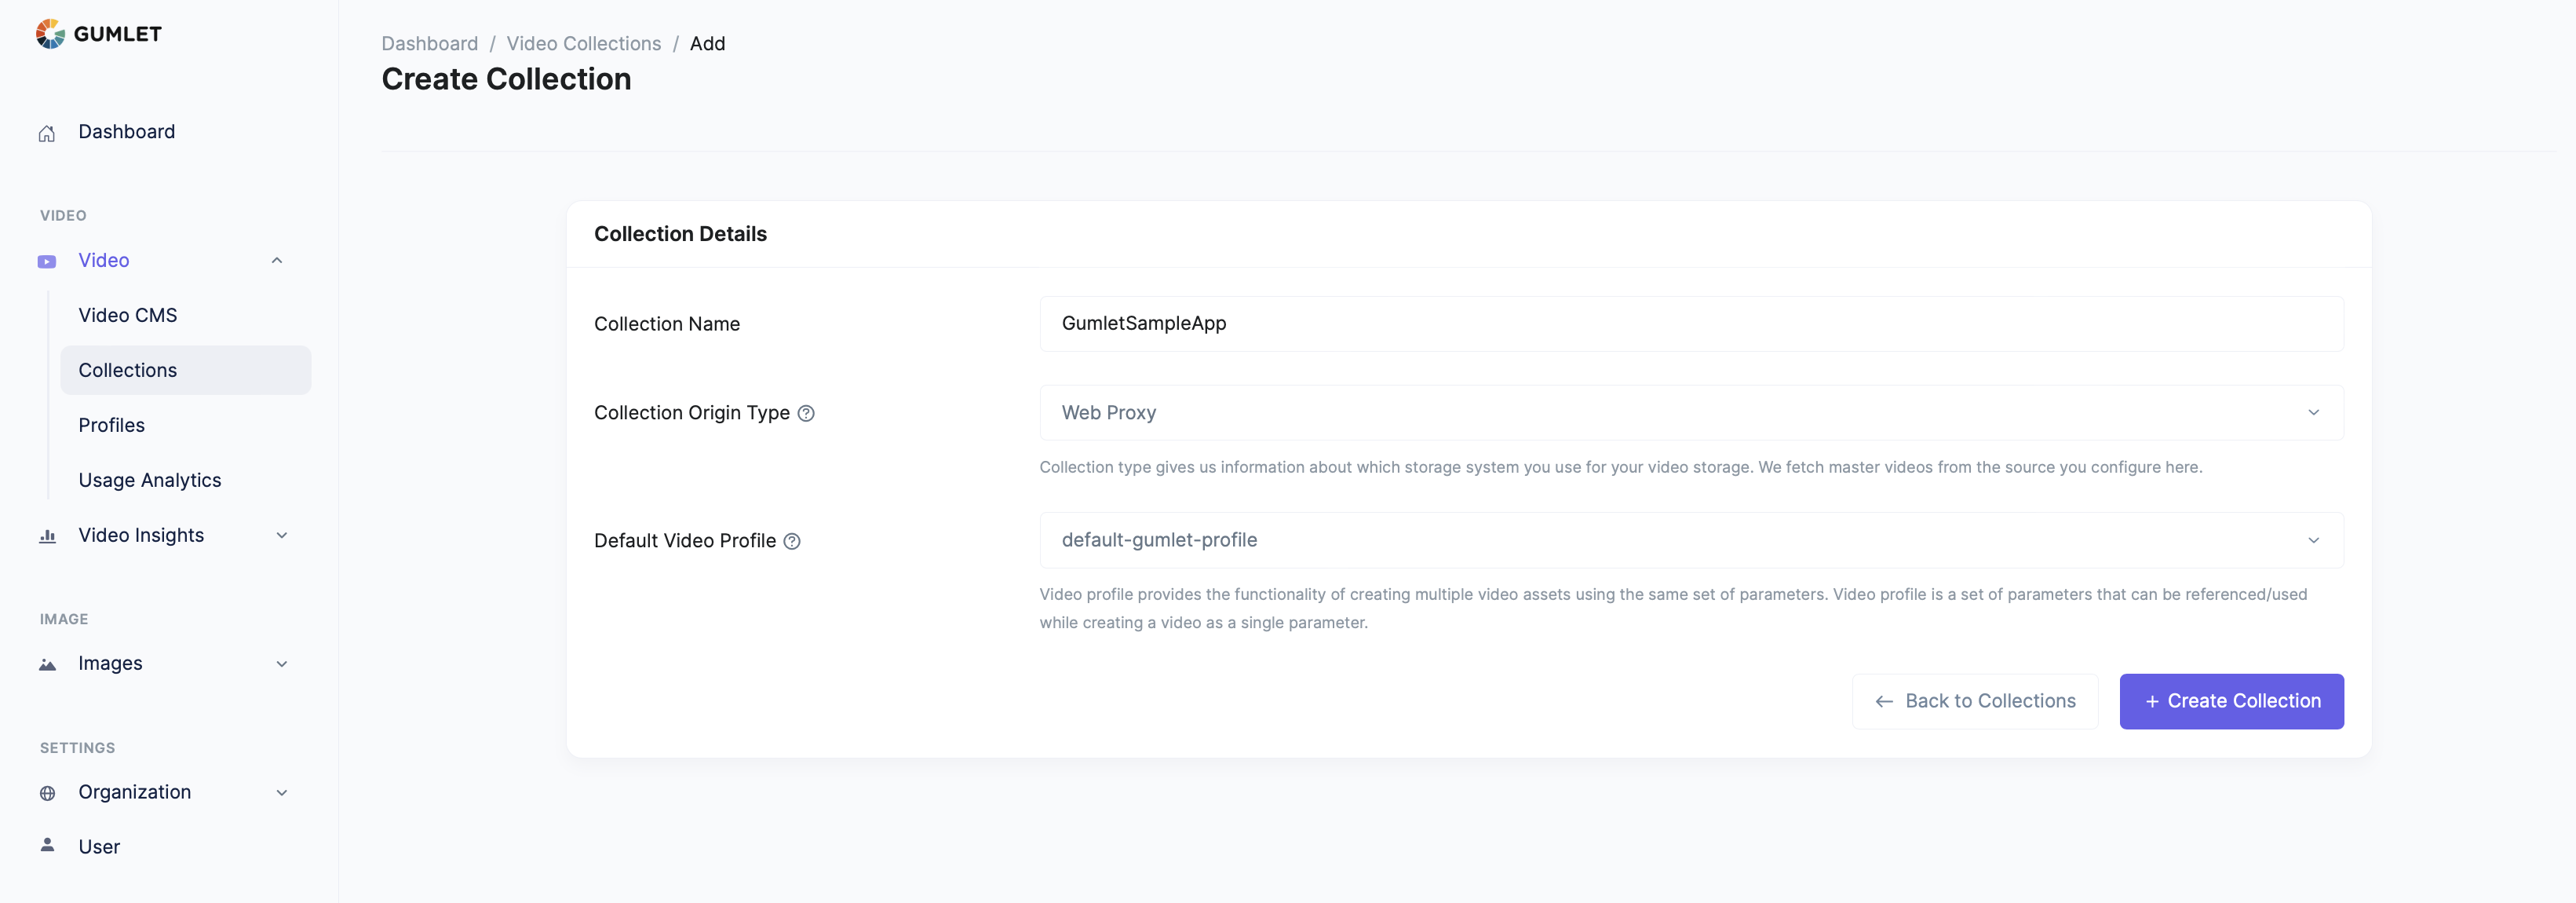 GUMLET
Dashboard
VIDEO
Video
Video CMS
Collections
Profiles
Usage Analytics
Video Insights
IMAGE
Images
SETTINGS
Organization
User
Dashboard / Video Collections / Add
Create Collection
Collection Details
Collection Name
GumletSampleApp
Collection Origin Type
Web Proxy
Collection type gives us information about which storage system you use for your video storage. We fetch master videos from the source you configure here.
Default Video Profile
default-gumlet-profile
Video profile provides the functionality of creating multiple video assets using the same set of parameters. Video profile is a set of parameters that can be referenced/used
while creating a video as a single parameter.
← Back to Collections
+ Create Collection